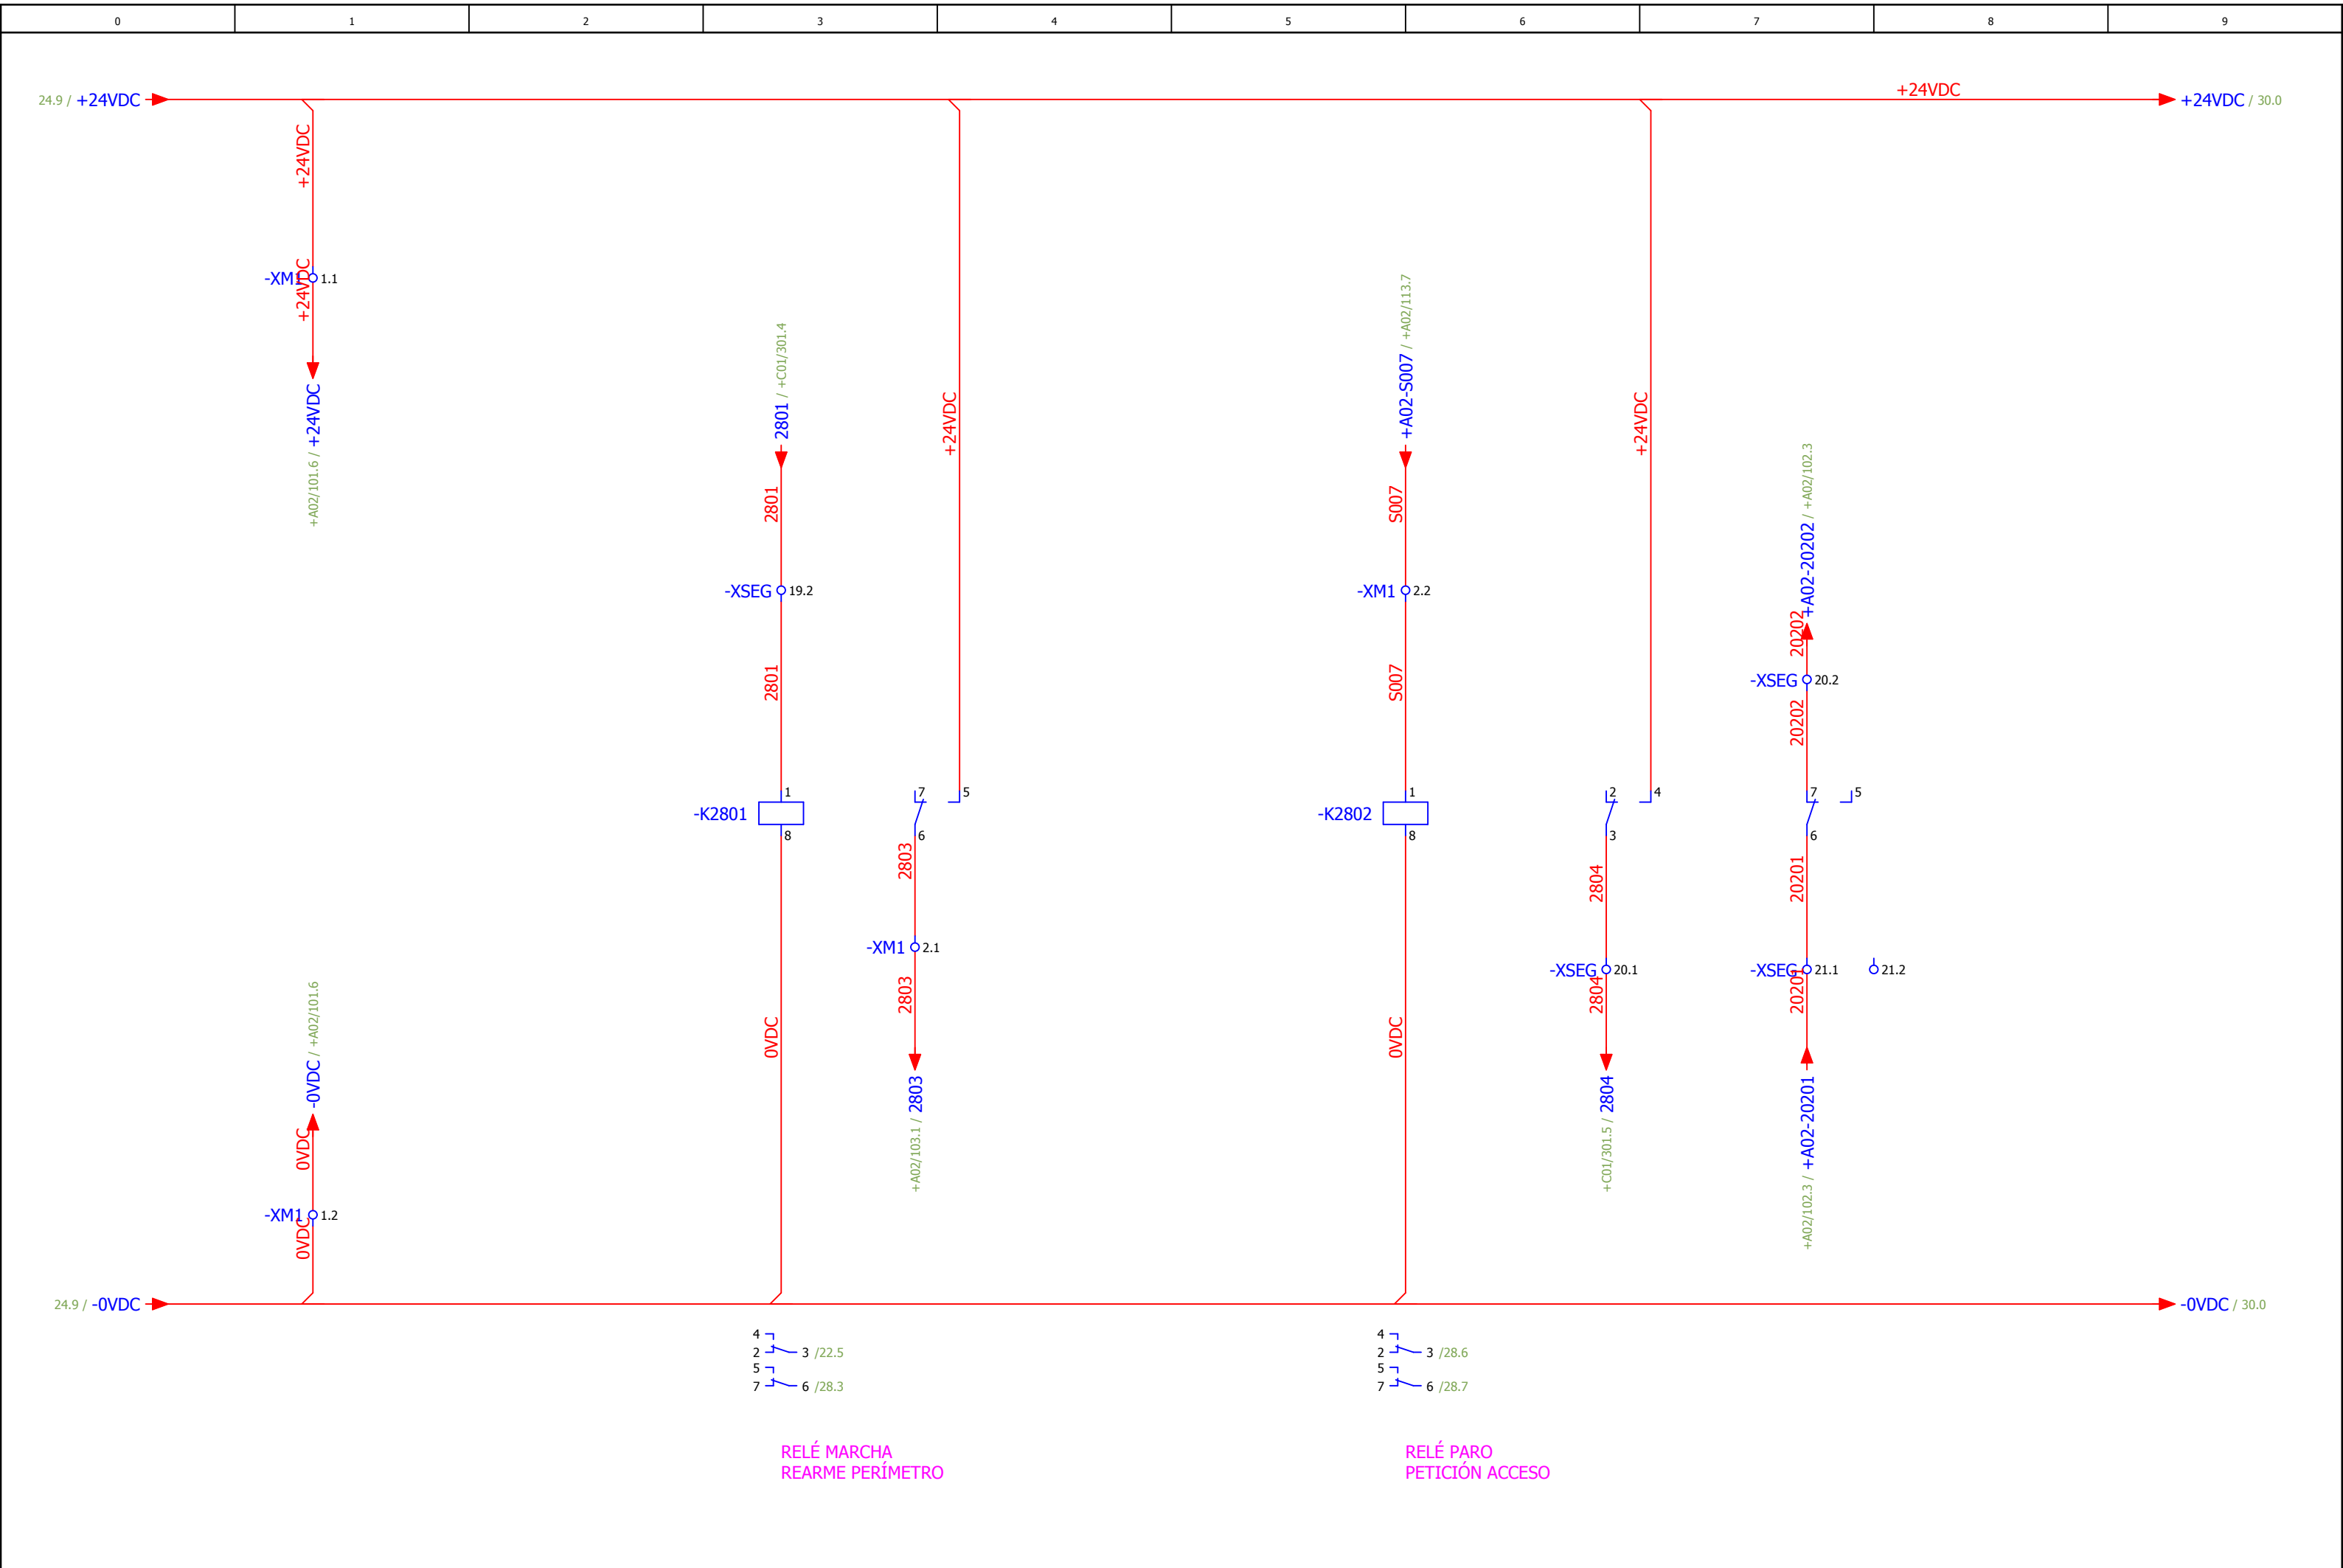 0 1 2 3 4 5 6 7 8 9
24.9 / +24VDC
+24VDC
+24VDC / 30.0
+24VDC
-XM1 1.1
+24VDC
+A02/101.6 / +24VDC
2801 / +C01/301.4
2801
-XSEG 19.2
2801
-K2801
1
8
0VDC
+24VDC
7 5
6
2803
-XM1 2.1
2803
+A02/103.1 / 2803
+A02-S007 / +A02/113.7
S007
-XM1 2.2
S007
-K2802
1
8
0VDC
+24VDC
2 4
3
2804
-XSEG 20.1
2804
+C01/301.5 / 2804
+A02-20202 / +A02/102.3
20202
-XSEG 20.2
20202
7 5
6
20201
-XSEG 21.1 21.2
20201
+A02/102.3 / +A02-20201
-0VDC / +A02/101.6
0VDC
-XM1 1.2
0VDC
24.9 / -0VDC
-0VDC / 30.0
4
2 3 /22.5
5
7 6 /28.3
4
2 3 /28.6
5
7 6 /28.7
RELÉ MARCHA
REARME PERÍMETRO
RELÉ PARO
PETICIÓN ACCESO